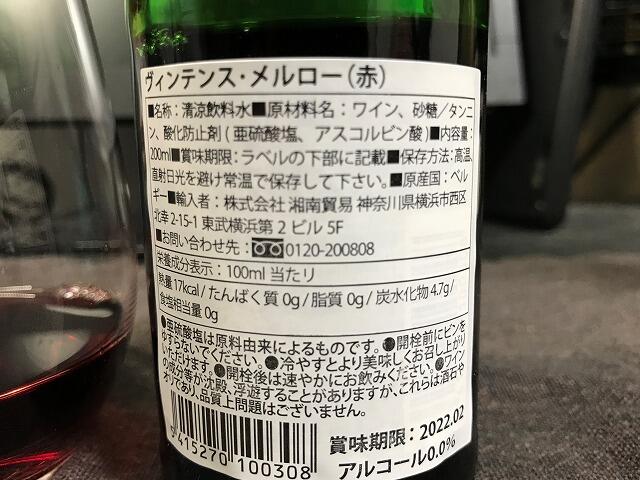 ヴィンテンス・メルロー（赤）
■名称：清涼飲料水■原材料名：ワイン、砂糖／タンニ
ン、酸化防止剤（亜硫酸塩、アスコルビン酸）■内容量：
200ml■賞味期限：ラベルの下部に記載■保存方法：高温、
直射日光を避け常温で保存して下さい。■原産国：ベル
ギー■輸入者：株式会社 湘南貿易 神奈川県横浜市西区
北幸 2-15-1 東武横浜第 2 ビル 5F
■お問い合わせ先：0120-200808
栄養成分表示：100ml 当たり
熱量17kcal／たんぱく質 0g／脂質 0g／炭水化物 4.7g／
食塩相当量 0g
●亜硫酸塩は原料由来によるものです。●開栓前にビンを
ゆすらないでください。●冷やすとより美味しくお召し上がり
いただけます。●開栓後は速やかにお飲みください。●ワイン
の成分等が沈殿、浮遊することがありますが、これらは酒石や
オリであり、品質上問題はございません。
5 415270 100308
賞味期限：2022.02
アルコール0.0%